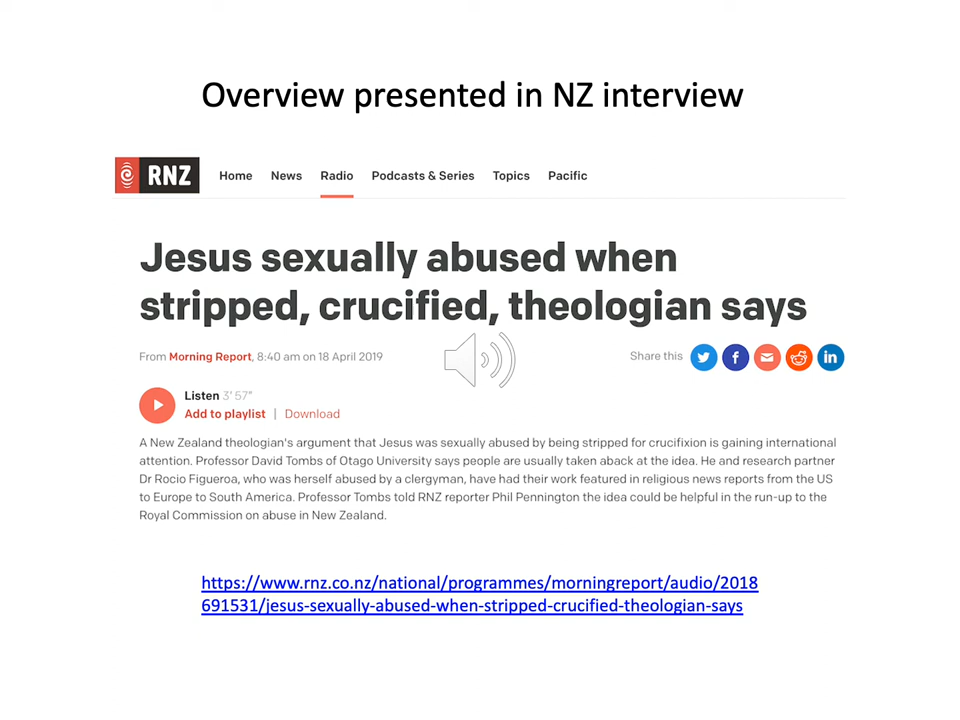 Overview presented in NZ interview
RNZ Home News Radio Podcasts & Series Topics Pacific
Jesus sexually abused when
stripped, crucified, theologian says
From Morning Report, 8:40 am on 18 April 2019 Share this
Listen 3′ 57″
Add to playlist | Download
A New Zealand theologian's argument that Jesus was sexually abused by being stripped for crucifixion is gaining international
attention. Professor David Tombs of Otago University says people are usually taken aback at the idea. He and research partner
Dr Rocio Figueroa, who was herself abused by a clergyman, have had their work featured in religious news reports from the US
to Europe to South America. Professor Tombs told RNZ reporter Phil Pennington the idea could be helpful in the run-up to the
Royal Commission on abuse in New Zealand.
https://www.rnz.co.nz/national/programmes/morningreport/audio/2018
691531/jesus-sexually-abused-when-stripped-crucified-theologian-says